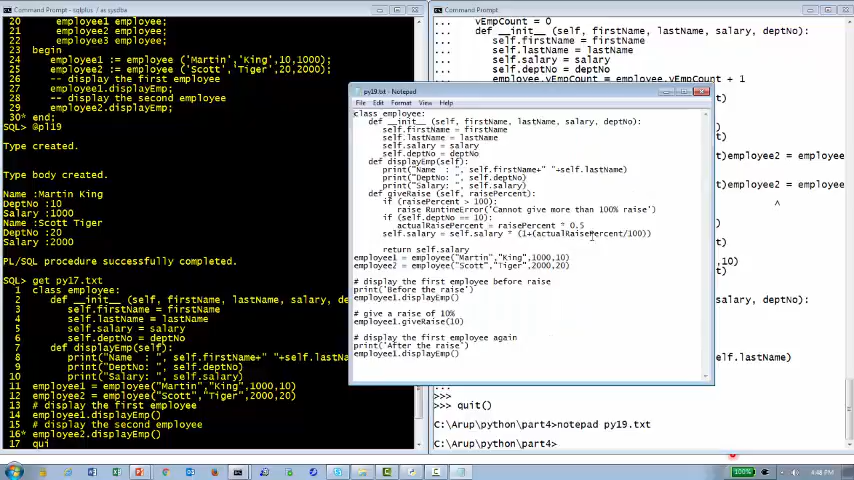 Command Prompt - sqlplus / as sysdba
20 employee1 employee;
21 employee2 employee;
22 employee3 employee;
23 begin
24 employee1 := employee ('Martin','King',10,1000);
25 employee2 := employee ('Scott','Tiger',20,2000);
26 -- display the first employee
27 employee1.displayEmp;
28 -- display the second employee
29 employee2.displayEmp;
30* end;
SQL> @pl19
Type created.
Type body created.
Name :Martin King
DeptNo :10
Salary :1000
Name :Scott Tiger
DeptNo :20
Salary :2000
PL/SQL procedure successfully completed.
SQL> get py17.txt
1 class employee:
2 def __init__ (self, firstName, lastName, salary, de
3 self.firstName = firstName
4 self.lastName = lastName
5 self.salary = salary
6 self.deptNo = deptNo
7 def displayEmp(self):
8 print("Name : ", self.firstName+" "+self.lastNa
9 print("DeptNo: ", self.deptNo)
10 print("Salary: ", self.salary)
11 employee1 = employee("Martin","King",1000,10)
12 employee2 = employee("Scott","Tiger",2000,20)
13 # display the first employee
14 employee1.displayEmp()
15 # display the second employee
16* employee2.displayEmp()
17 qui
Command Prompt
... vEmpCount = 0
... def __init__ (self, firstName, lastName, salary, deptNo)
... self.firstName = firstName
... self.lastName = lastName
... self.salary = salary
... self.deptNo = deptNo
... employee.vEmpCount = employee.vEmpCount + 1
t)employee2 = employee
t)employee2 = employee
^
D)
self.lastName)
...
>>>
>>> quit()
C:\Arup\python\part4>notepad py19.txt
C:\Arup\python\part4>
py19.txt - Notepad
File Edit Format View Help
class employee:
def __init__ (self, firstName, lastName, salary, deptNo):
self.firstName = firstName
self.lastName = lastName
self.salary = salary
self.deptNo = deptNo
def displayEmp(self):
print("Name : ", self.firstName+" "+self.lastName)
print("DeptNo: ", self.deptNo)
print("Salary: ", self.salary)
def giveRaise (self, raisePercent):
if (raisePercent > 100):
raise RuntimeError('Cannot give more than 100% raise')
if (self.deptNo == 10):
actualRaisePercent = raisePercent * 0.5
self.salary = self.salary * (1+(actualRaisePercent/100))
return self.salary
employee1 = employee("Martin","King",1000,10)
employee2 = employee("Scott","Tiger",2000,20)
# display the first employee before raise
print('Before the raise')
employee1.displayEmp()
# give a raise of 10%
employee1.giveRaise(10)
# display the first employee again
print('After the raise')
employee1.displayEmp()
100%
4:48 PM